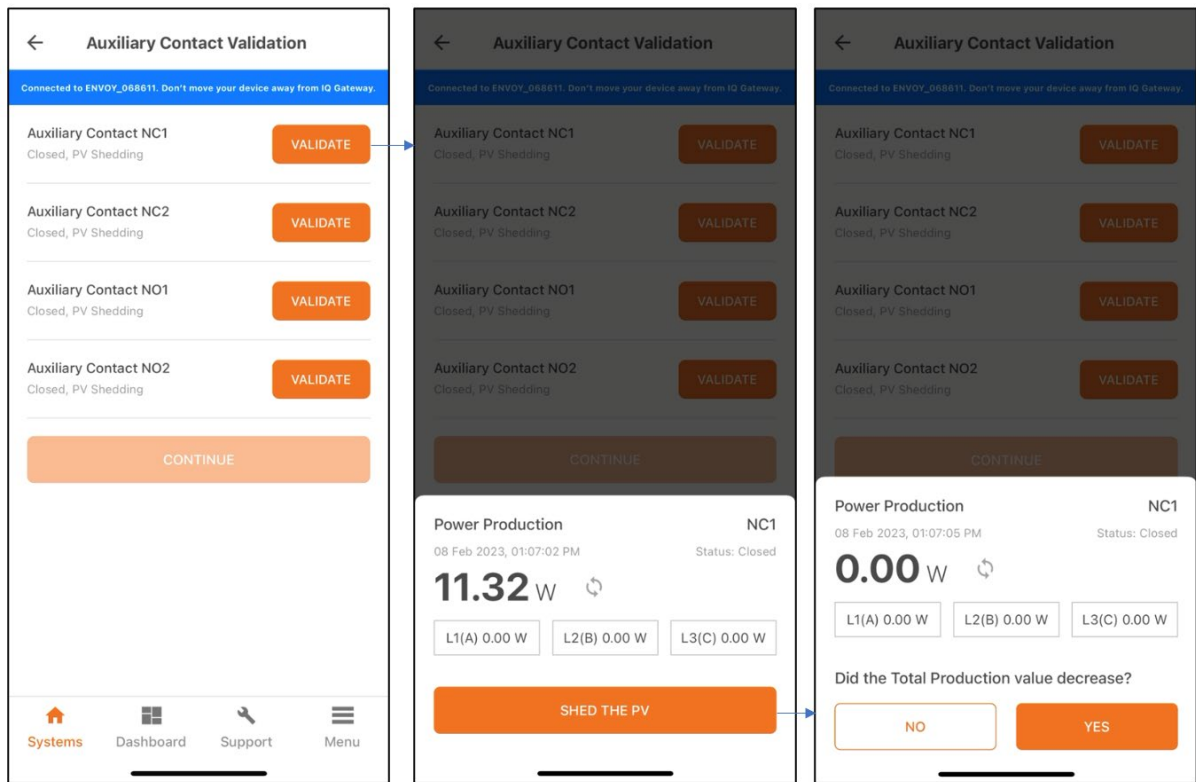 Auxiliary Contact Validation
Connected to ENVOY_068611. Don't move your device away from IQ Gateway.
Auxiliary Contact NC1
Closed, PV Shedding
VALIDATE
Auxiliary Contact NC2
Closed, PV Shedding
VALIDATE
Auxiliary Contact NO1
Closed, PV Shedding
VALIDATE
Auxiliary Contact NO2
Closed, PV Shedding
VALIDATE
CONTINUE
Systems Dashboard Support Menu
Auxiliary Contact Validation
Connected to ENVOY_068611. Don't move your device away from IQ Gateway.
Auxiliary Contact NC1
Closed, PV Shedding
VALIDATE
Auxiliary Contact NC2
Closed, PV Shedding
VALIDATE
Auxiliary Contact NO1
Closed, PV Shedding
VALIDATE
Auxiliary Contact NO2
Closed, PV Shedding
VALIDATE
CONTINUE
Power Production NC1
08 Feb 2023, 01:07:02 PM Status: Closed
11.32 W
L1(A) 0.00 W L2(B) 0.00 W L3(C) 0.00 W
SHED THE PV
Auxiliary Contact Validation
Connected to ENVOY_068611. Don't move your device away from IQ Gateway.
Auxiliary Contact NC1
Closed, PV Shedding
VALIDATE
Auxiliary Contact NC2
Closed, PV Shedding
VALIDATE
Auxiliary Contact NO1
Closed, PV Shedding
VALIDATE
Auxiliary Contact NO2
Closed, PV Shedding
VALIDATE
CONTINUE
Power Production NC1
08 Feb 2023, 01:07:05 PM Status: Closed
0.00 W
L1(A) 0.00 W L2(B) 0.00 W L3(C) 0.00 W
Did the Total Production value decrease?
NO YES